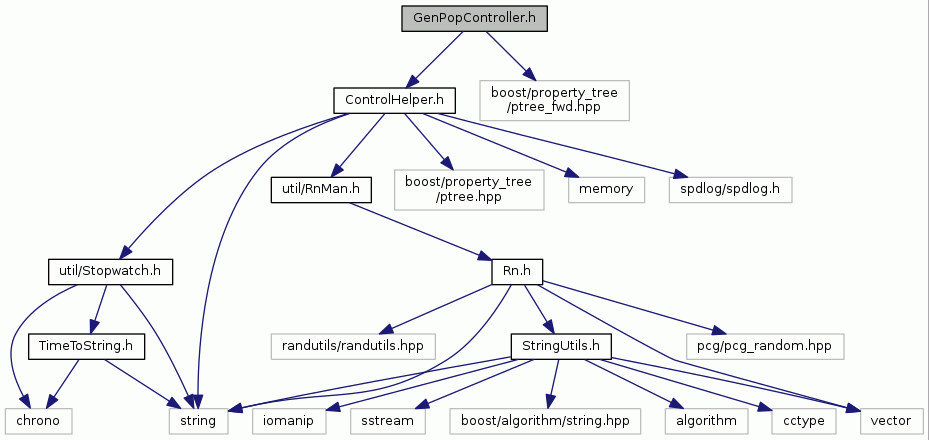 GenPopController.h
ControlHelper.h
boost/property_tree
/ptree_fwd.hpp
util/RnMan.h
boost/property_tree
/ptree.hpp
memory
spdlog/spdlog.h
util/Stopwatch.h
Rn.h
TimeToString.h
randutils/randutils.hpp
StringUtils.h
pcg/pcg_random.hpp
chrono
string
iomanip
sstream
boost/algorithm/string.hpp
algorithm
cctype
vector